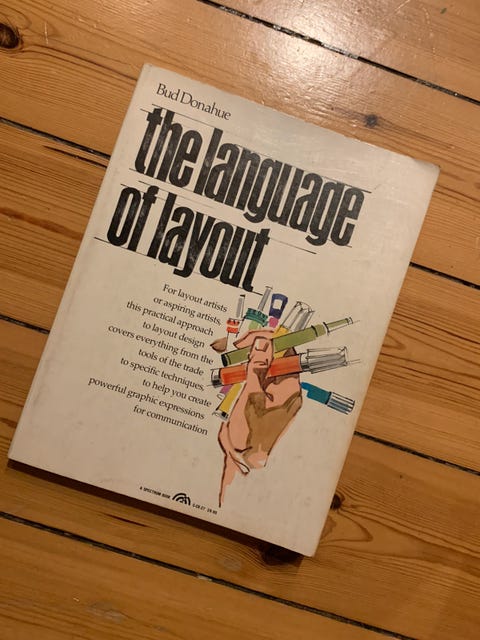 Bud Donahue
the language
of layout
For layout artists
or aspiring artists,
this practical approach
to layout design
covers everything from the
tools of the trade
to specific techniques,
to help you create
powerful graphic expressions
for communication
A SPECTRUM BOOK